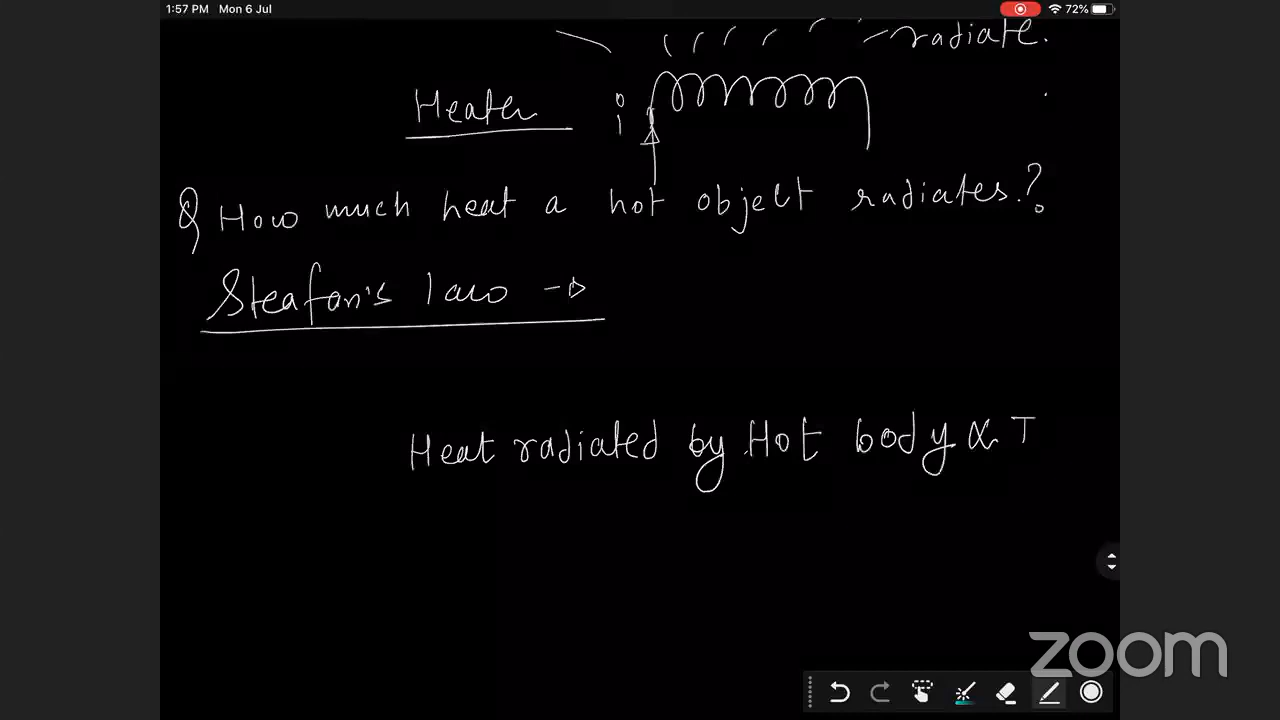 1:57 PM Mon 6 Jul 72%
radiate.
Heater i
Q How much heat a hot object radiates.?
Steafan's law →
Heat radiated by Hot body ∝ T
zoom